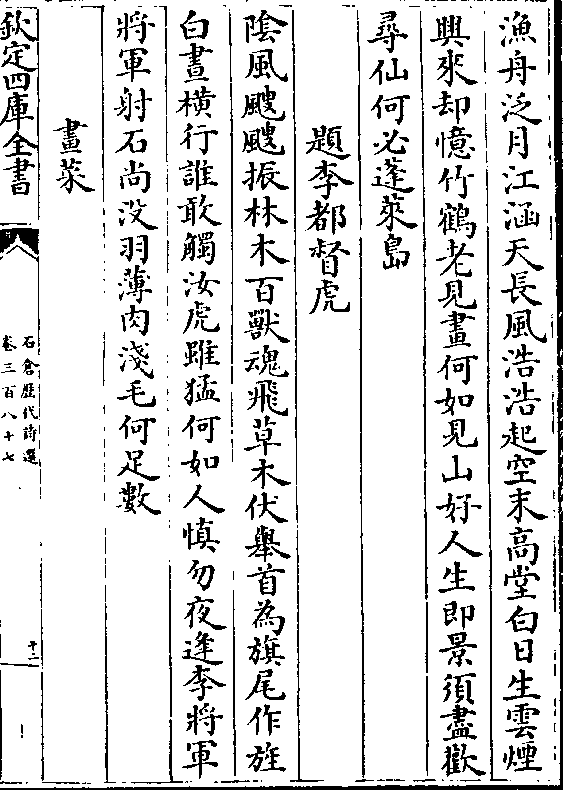 漁舟泛月江涵天長風浩浩起空末高堂白日生雲煙
興來却憶竹鶴老見畫何如見山好人生即景須盡歡
尋仙何必蓬萊島
題李都督虎
陰風颼颼振林木百獸魂飛草木伏舉首為旗尾作旌
白晝橫行誰敢觸汝虎雖猛何如人慎勿夜逢李將軍
將軍射石尚没羽薄肉淺毛何足數
畫菜
欽定四庫全書
石倉歷代詩選
卷三百八十七
十二